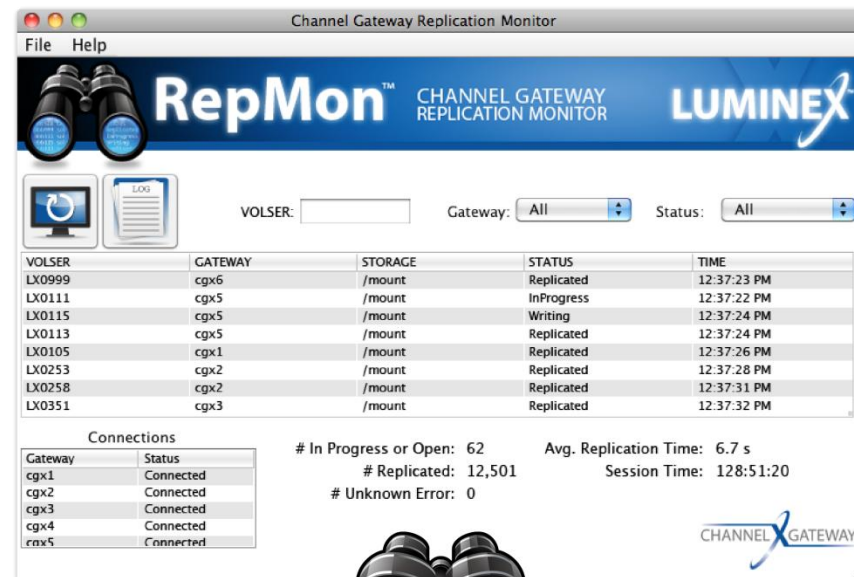 Channel Gateway Replication Monitor
File Help
RepMon™ CHANNEL GATEWAY REPLICATION MONITOR LUMINEX
LOG
VOLSER: Gateway: All Status: All
VOLSER GATEWAY STORAGE STATUS TIME
LX0999 cgx6 /mount Replicated 12:37:23 PM
LX0111 cgx5 /mount InProgress 12:37:22 PM
LX0115 cgx5 /mount Writing 12:37:24 PM
LX0113 cgx5 /mount Replicated 12:37:24 PM
LX0105 cgx1 /mount Replicated 12:37:26 PM
LX0253 cgx2 /mount Replicated 12:37:28 PM
LX0258 cgx2 /mount Replicated 12:37:31 PM
LX0351 cgx3 /mount Replicated 12:37:32 PM
Connections
Gateway Status
cgx1 Connected
cgx2 Connected
cgx3 Connected
cgx4 Connected
cgx5 Connected
# In Progress or Open: 62 Avg. Replication Time: 6.7 s
# Replicated: 12,501 Session Time: 128:51:20
# Unknown Error: 0
CHANNEL X GATEWAY